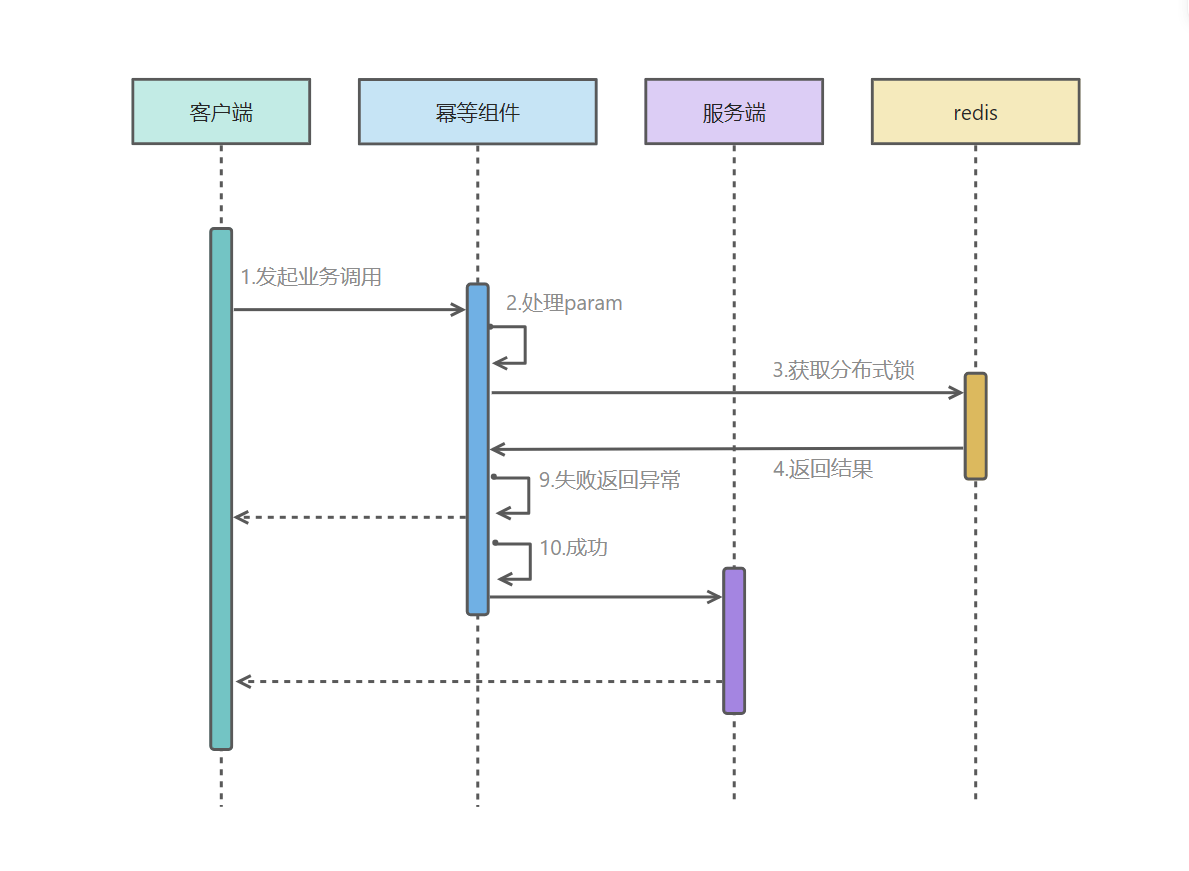 客户端
幂等组件
服务端
redis
1.发起业务调用
2.处理param
3.获取分布式锁
4.返回结果
9.失败返回异常
10.成功